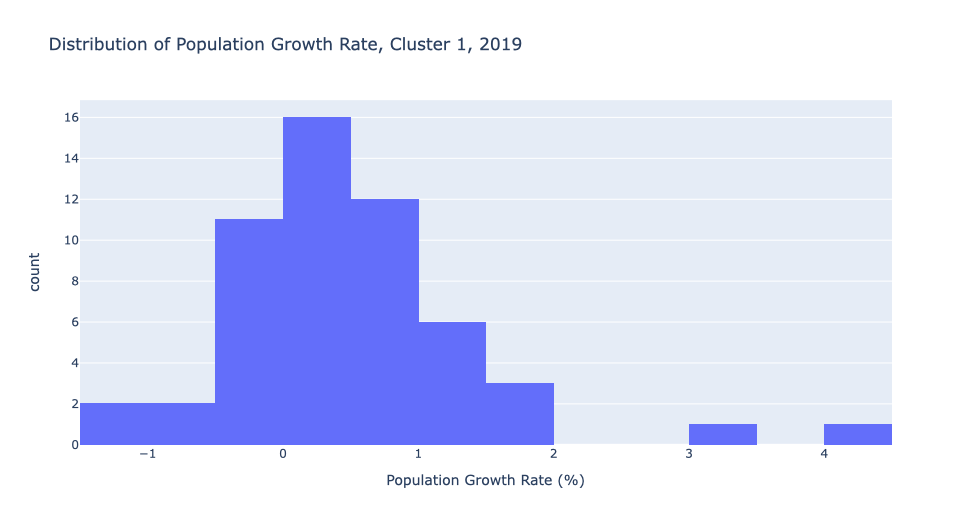 Distribution of Population Growth Rate, Cluster 1, 2019
16
14
12
10
8
6
4
2
0
count
−1 0 1 2 3 4
Population Growth Rate (%)